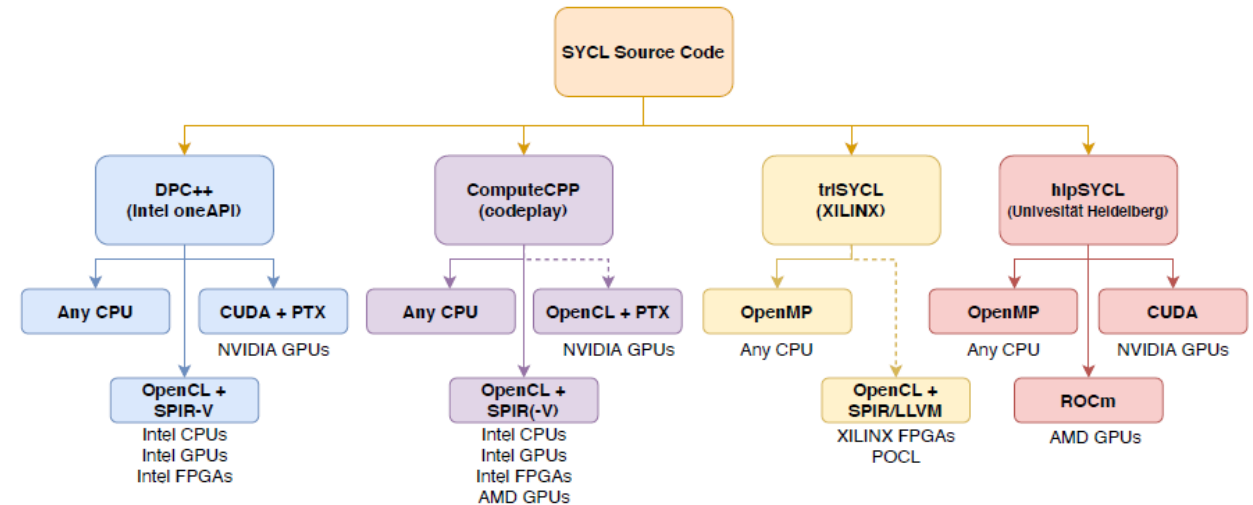 SYCL Source Code
DPC++
(Intel oneAPI)
ComputeCPP
(codeplay)
triSYCL
(XILINX)
hipSYCL
(Univesität Heidelberg)
Any CPU
CUDA + PTX
NVIDIA GPUs
OpenCL +
SPIR-V
Intel CPUs
Intel GPUs
Intel FPGAs
Any CPU
OpenCL + PTX
NVIDIA GPUs
OpenCL +
SPIR(-V)
Intel CPUs
Intel GPUs
Intel FPGAs
AMD GPUs
OpenMP
Any CPU
OpenCL +
SPIR/LLVM
XILINX FPGAs
POCL
OpenMP
Any CPU
CUDA
NVIDIA GPUs
ROCm
AMD GPUs